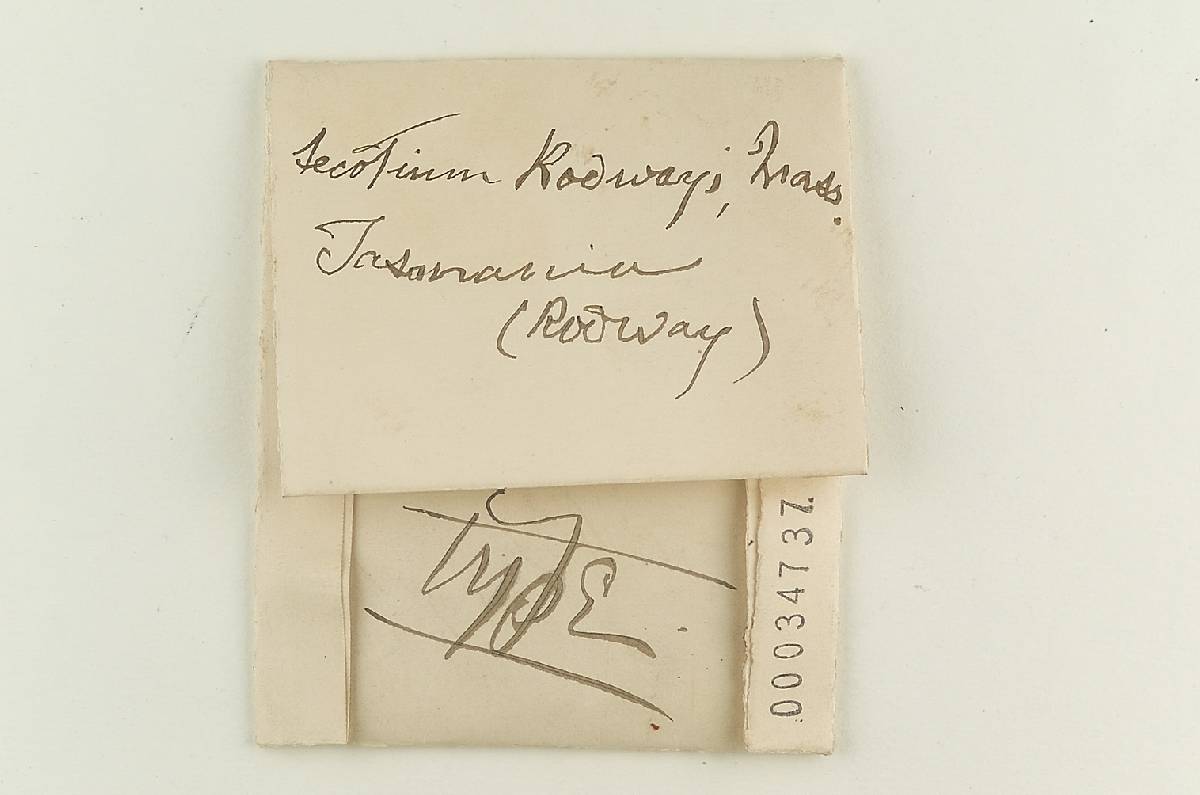 Secotium Rodwayi, Mass.
Tasmania
(Rodway)
Type.
00034737.